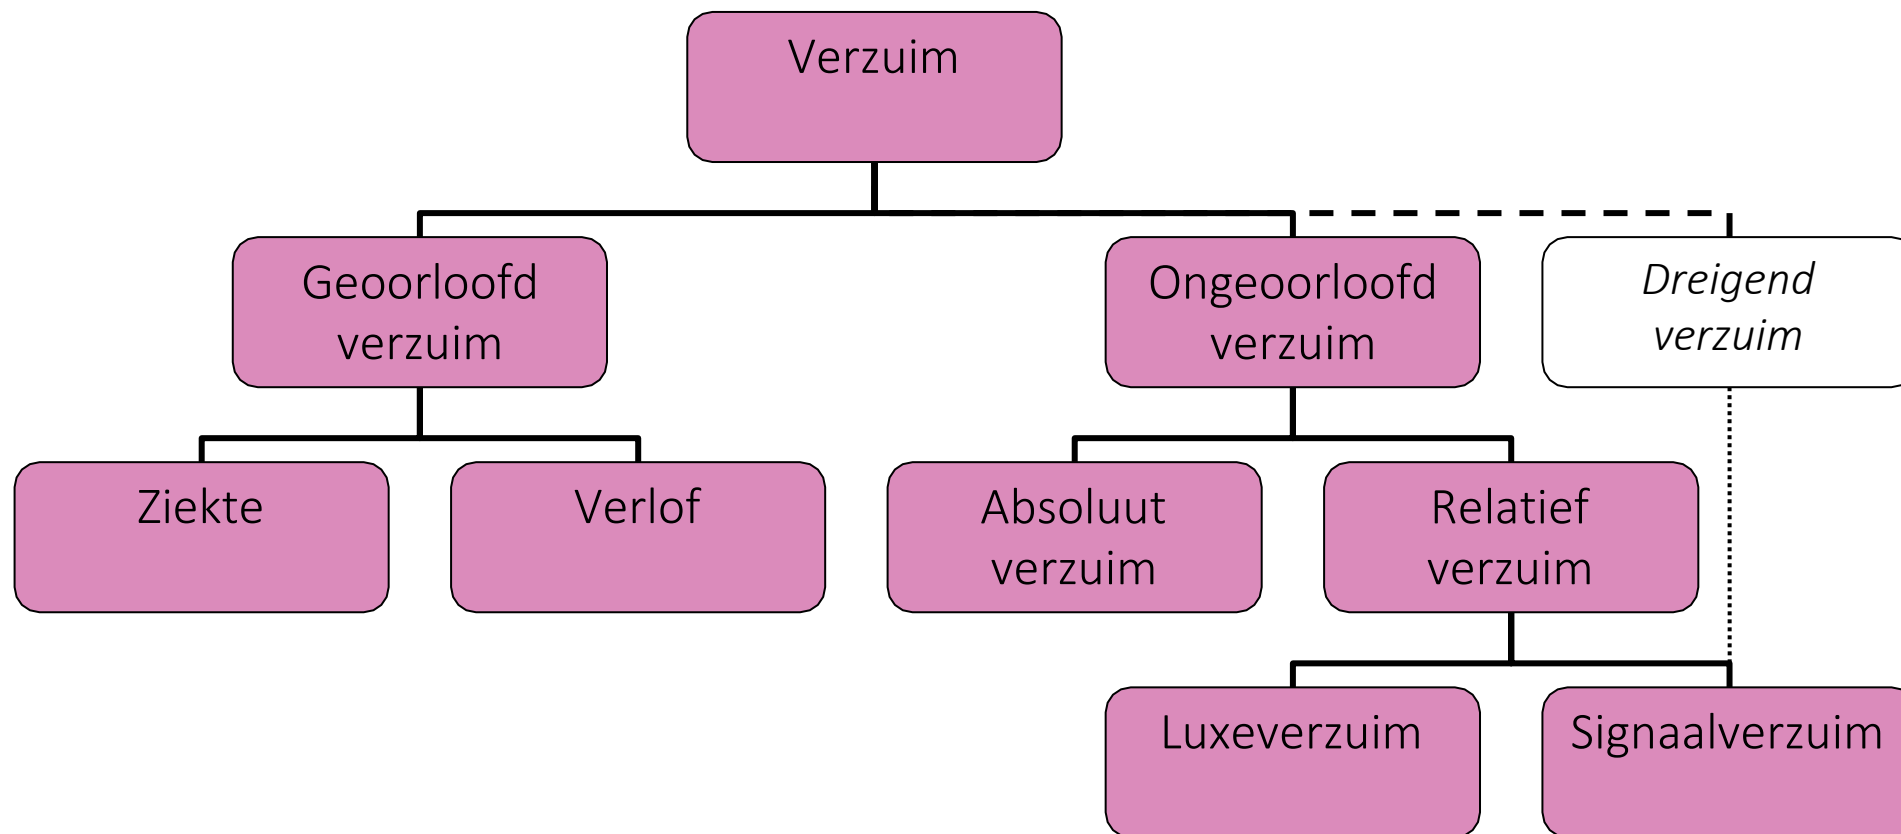 Verzuim
Geoorloofd
verzuim
Ongeoorloofd
verzuim
Dreigend
verzuim
Ziekte
Verlof
Absoluut
verzuim
Relatief
verzuim
Luxeverzuim
Signaalverzuim